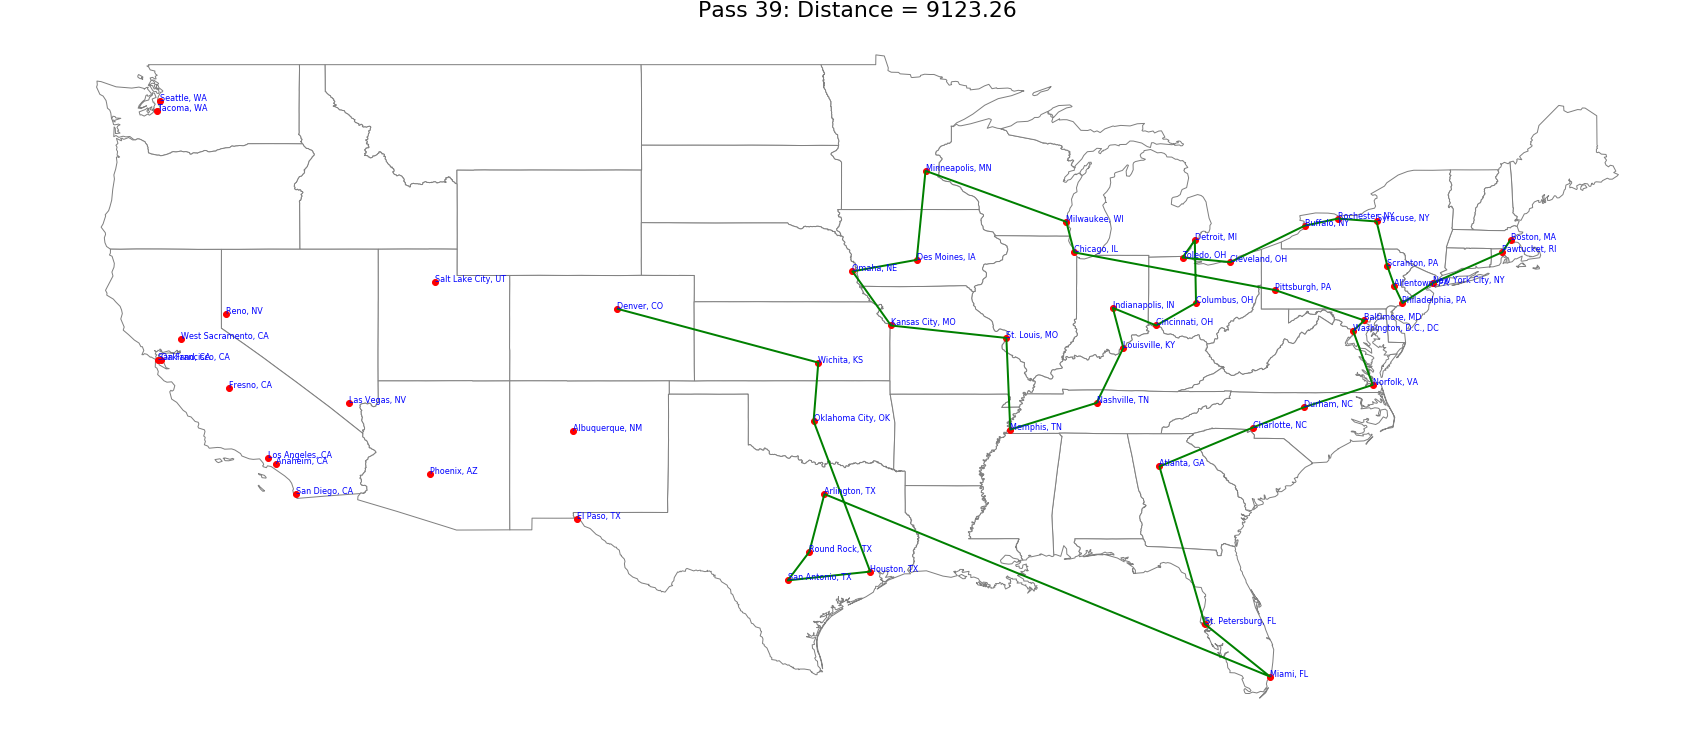 Pass 39: Distance = 9123.26
Seattle, WA
Tacoma, WA
Minneapolis, MN
Milwaukee, WI
Buffalo, NY
Rochester, NY
Syracuse, NY
Detroit, MI
Boston, MA
Pawtucket, RI
Chicago, IL
Toledo, OH
Cleveland, OH
Des Moines, IA
Omaha, NE
Scranton, PA
Salt Lake City, UT
Allentown, PA
New York City, NY
Pittsburgh, PA
Philadelphia, PA
Denver, CO
Indianapolis, IN
Columbus, OH
Reno, NV
Baltimore, MD
Kansas City, MO
Cincinnati, OH
Washington, D.C., DC
West Sacramento, CA
St. Louis, MO
Louisville, KY
Oakland, CA
San Francisco, CA
Wichita, KS
Fresno, CA
Norfolk, VA
Las Vegas, NV
Nashville, TN
Durham, NC
Oklahoma City, OK
Albuquerque, NM
Memphis, TN
Charlotte, NC
Los Angeles, CA
Anaheim, CA
Atlanta, GA
Phoenix, AZ
San Diego, CA
Arlington, TX
El Paso, TX
Round Rock, TX
San Antonio, TX
Houston, TX
St. Petersburg, FL
Miami, FL